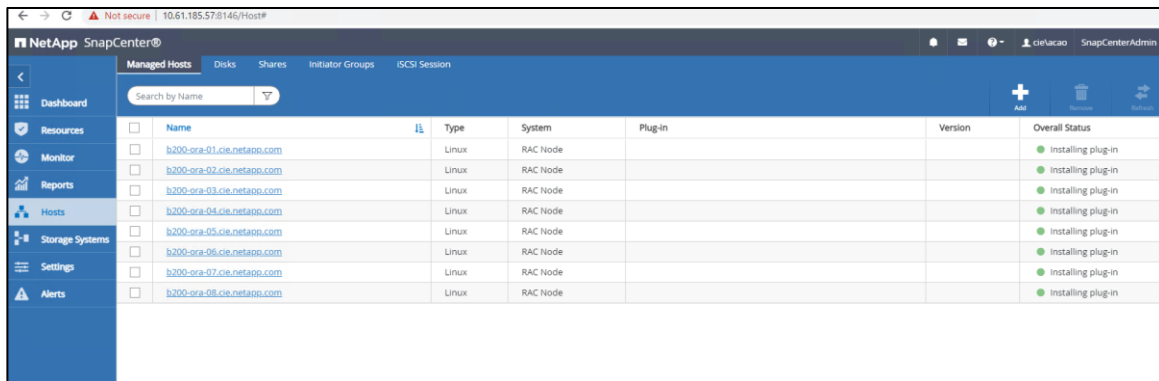 Not secure | 10.61.185.57:8146/Host#
NetApp SnapCenter® cie\acao SnapCenterAdmin
Managed Hosts Disks Shares Initiator Groups iSCSI Session
Search by Name
Add Remove Refresh
Dashboard
Resources
Monitor
Reports
Hosts
Storage Systems
Settings
Alerts
Name Type System Plug-in Version Overall Status
b200-ora-01.cie.netapp.com Linux RAC Node Installing plug-in
b200-ora-02.cie.netapp.com Linux RAC Node Installing plug-in
b200-ora-03.cie.netapp.com Linux RAC Node Installing plug-in
b200-ora-04.cie.netapp.com Linux RAC Node Installing plug-in
b200-ora-05.cie.netapp.com Linux RAC Node Installing plug-in
b200-ora-06.cie.netapp.com Linux RAC Node Installing plug-in
b200-ora-07.cie.netapp.com Linux RAC Node Installing plug-in
b200-ora-08.cie.netapp.com Linux RAC Node Installing plug-in